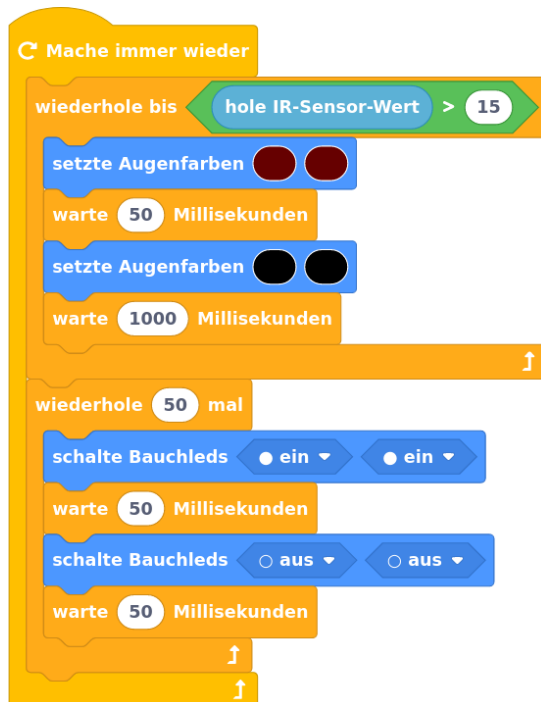 Mache immer wieder
wiederhole bis hole IR-Sensor-Wert > 15
setzte Augenfarben
warte 50 Millisekunden
setzte Augenfarben
warte 1000 Millisekunden
wiederhole 50 mal
schalte Bauchleds ein ein
warte 50 Millisekunden
schalte Bauchleds aus aus
warte 50 Millisekunden